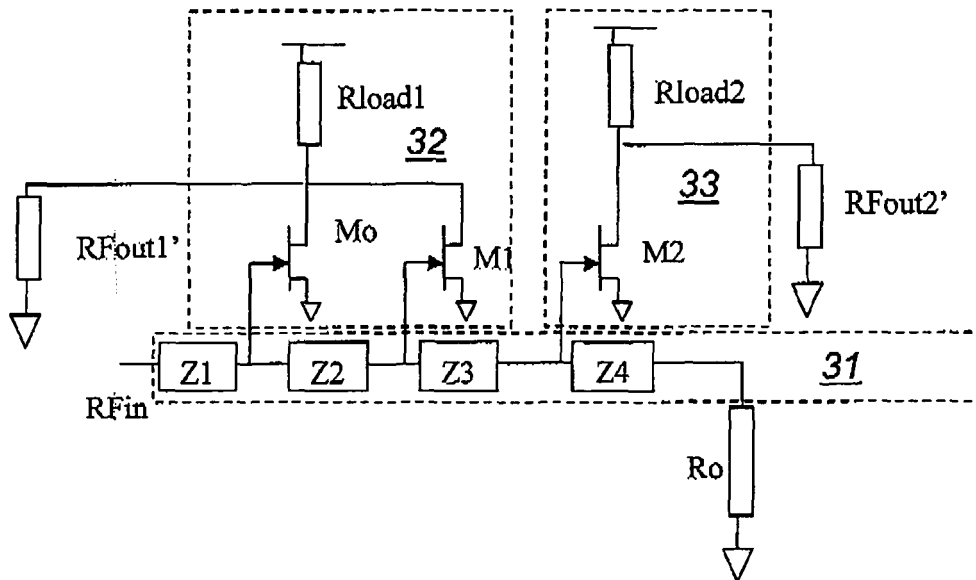 Rload1
Rload2
32
33
RFout1’
Mo
M1
M2
RFout2’
Z1
Z2
Z3
Z4
31
RFin
Ro